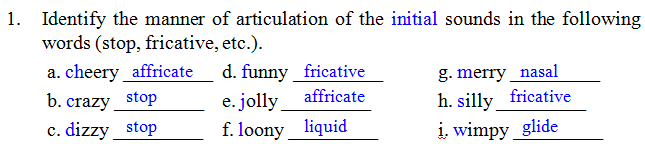 1. Identify the manner of articulation of the initial sounds in the following
words (stop, fricative, etc.).
a. cheery affricate d. funny fricative g. merry nasal
b. crazy stop e. jolly affricate h. silly fricative
c. dizzy stop f. loony liquid i. wimpy glide